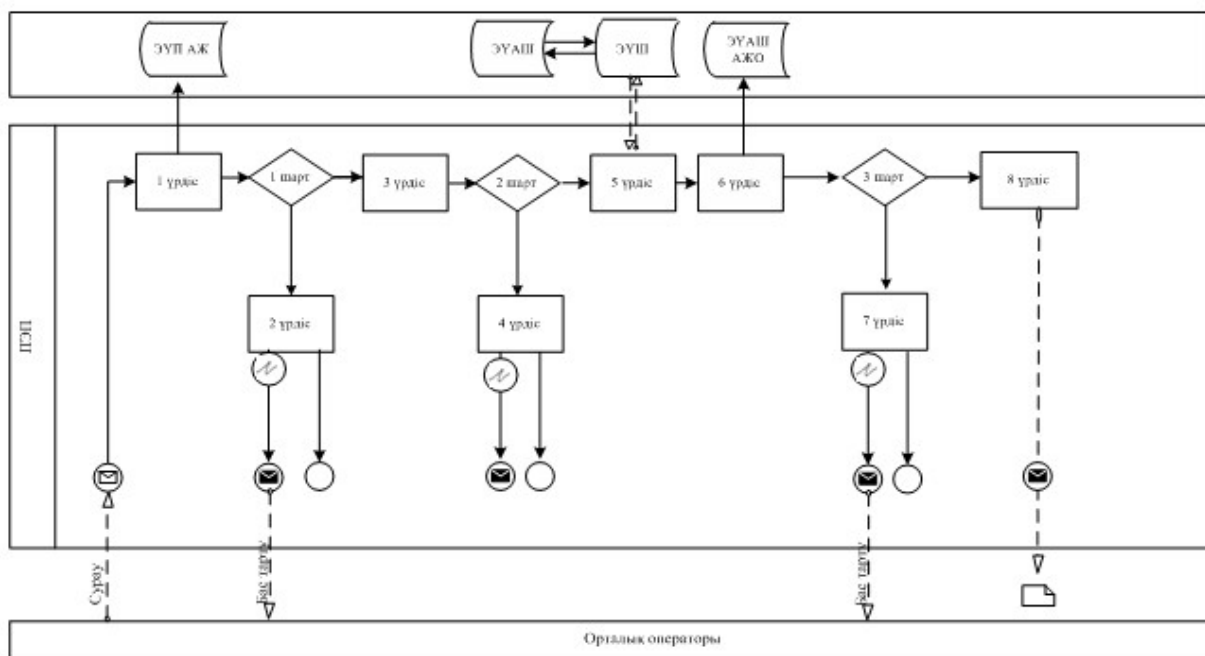 ЭҮП АЖ
ЭҮАШ
ЭҮШ
ЭҮАШ
АЖО
1 үрдіс
1 шарт
3 үрдіс
2 шарт
5 үрдіс
6 үрдіс
3 шарт
8 үрдіс
2 үрдіс
4 үрдіс
7 үрдіс
Сұрау
Бас тарту
Бас тарту
Орталық операторы